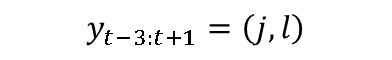 y_{t−3:t+1} = (j, l)